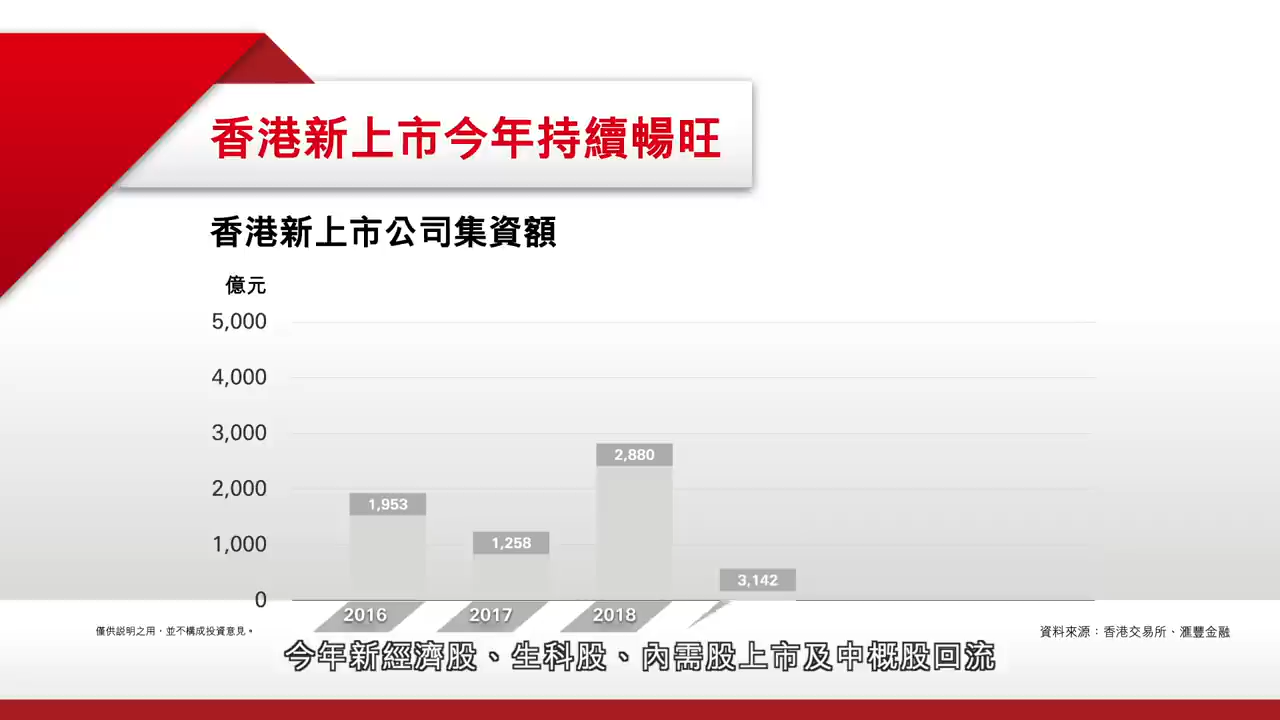 香港新上市今年持續暢旺
香港新上市公司集資額
億元
5,000
4,000
3,000
2,000
1,000
0
1,953
1,258
2,880
3,142
2016
2017
2018
僅供説明之用，並不構成投資意見。
資料來源：香港交易所、滙豐金融
今年新經濟股、生科股、內需股上市及中概股回流